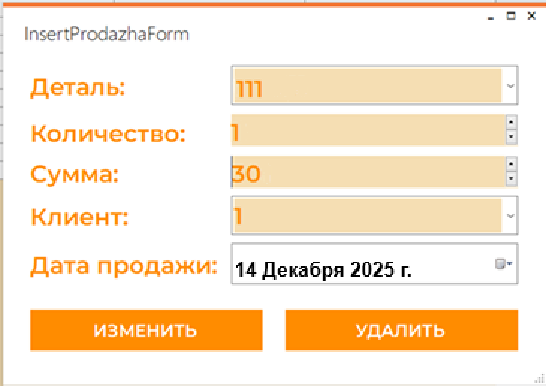 InsertProdazhaForm
Деталь: 111
Количество: 1
Сумма: 30
Клиент: 1
Дата продажи: 14 Декабря 2025 г.
ИЗМЕНИТЬ УДАЛИТЬ